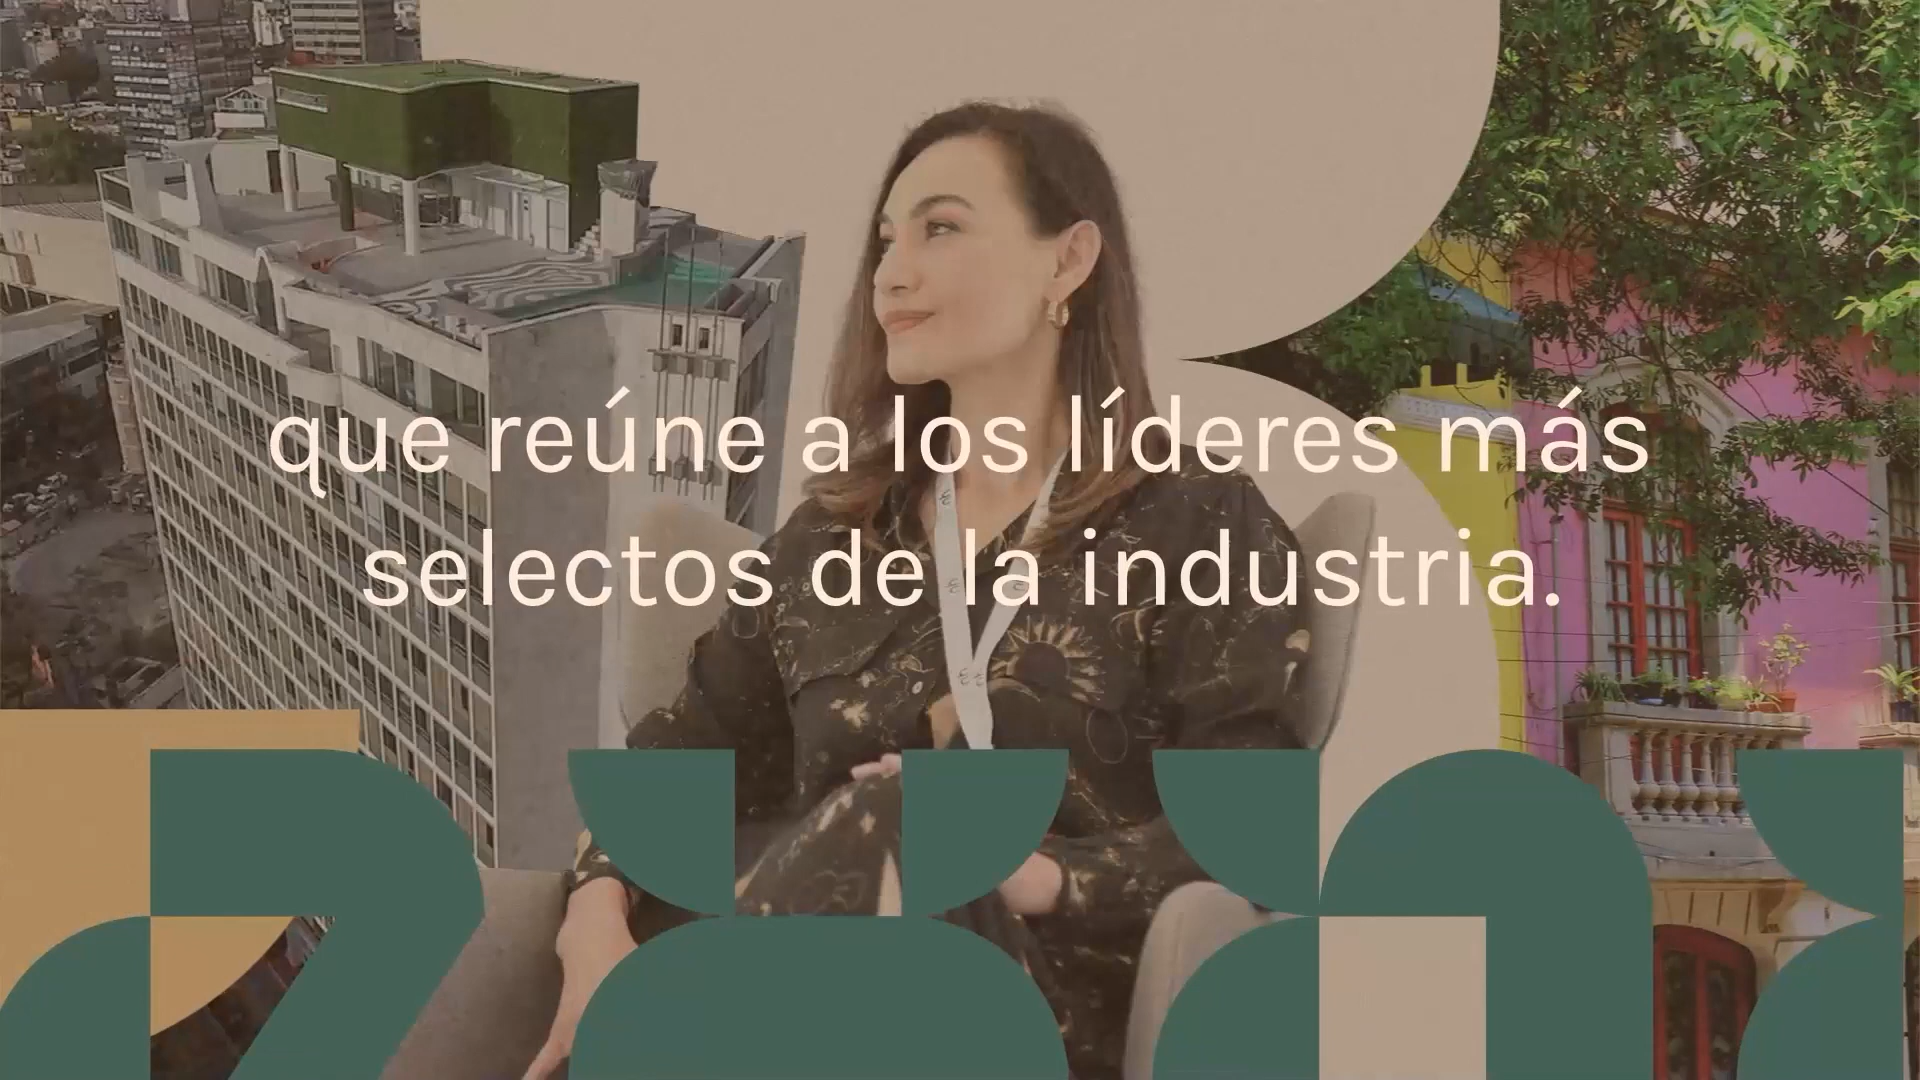 que reúne a los líderes más
selectos de la industria.